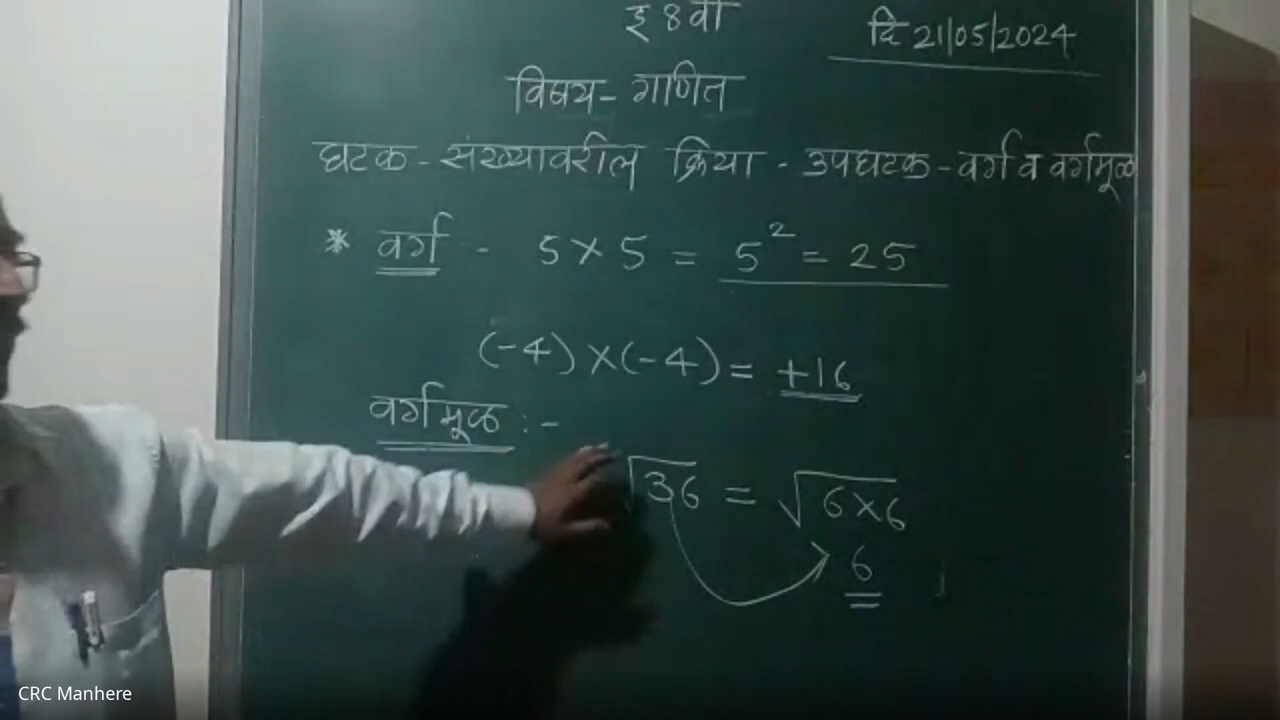 इ 8वी
दि 21/05/2024
विषय- गणित
घटक - संख्यावरील क्रिया - उपघटक - वर्ग व वर्गमूळ
* वर्ग - 5 × 5 = 5² = 25
(-4) × (-4) = +16
वर्गमूळ :-
√36 = √6×6
6
CRC Manhere